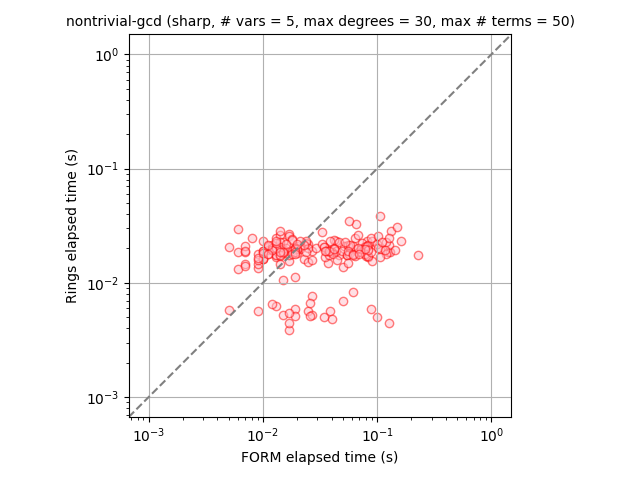 nontrivial-gcd (sharp, # vars = 5, max degrees = 30, max # terms = 50)
Rings elapsed time (s)
10⁰
10⁻¹
10⁻²
10⁻³
10⁻³ 10⁻² 10⁻¹ 10⁰
FORM elapsed time (s)